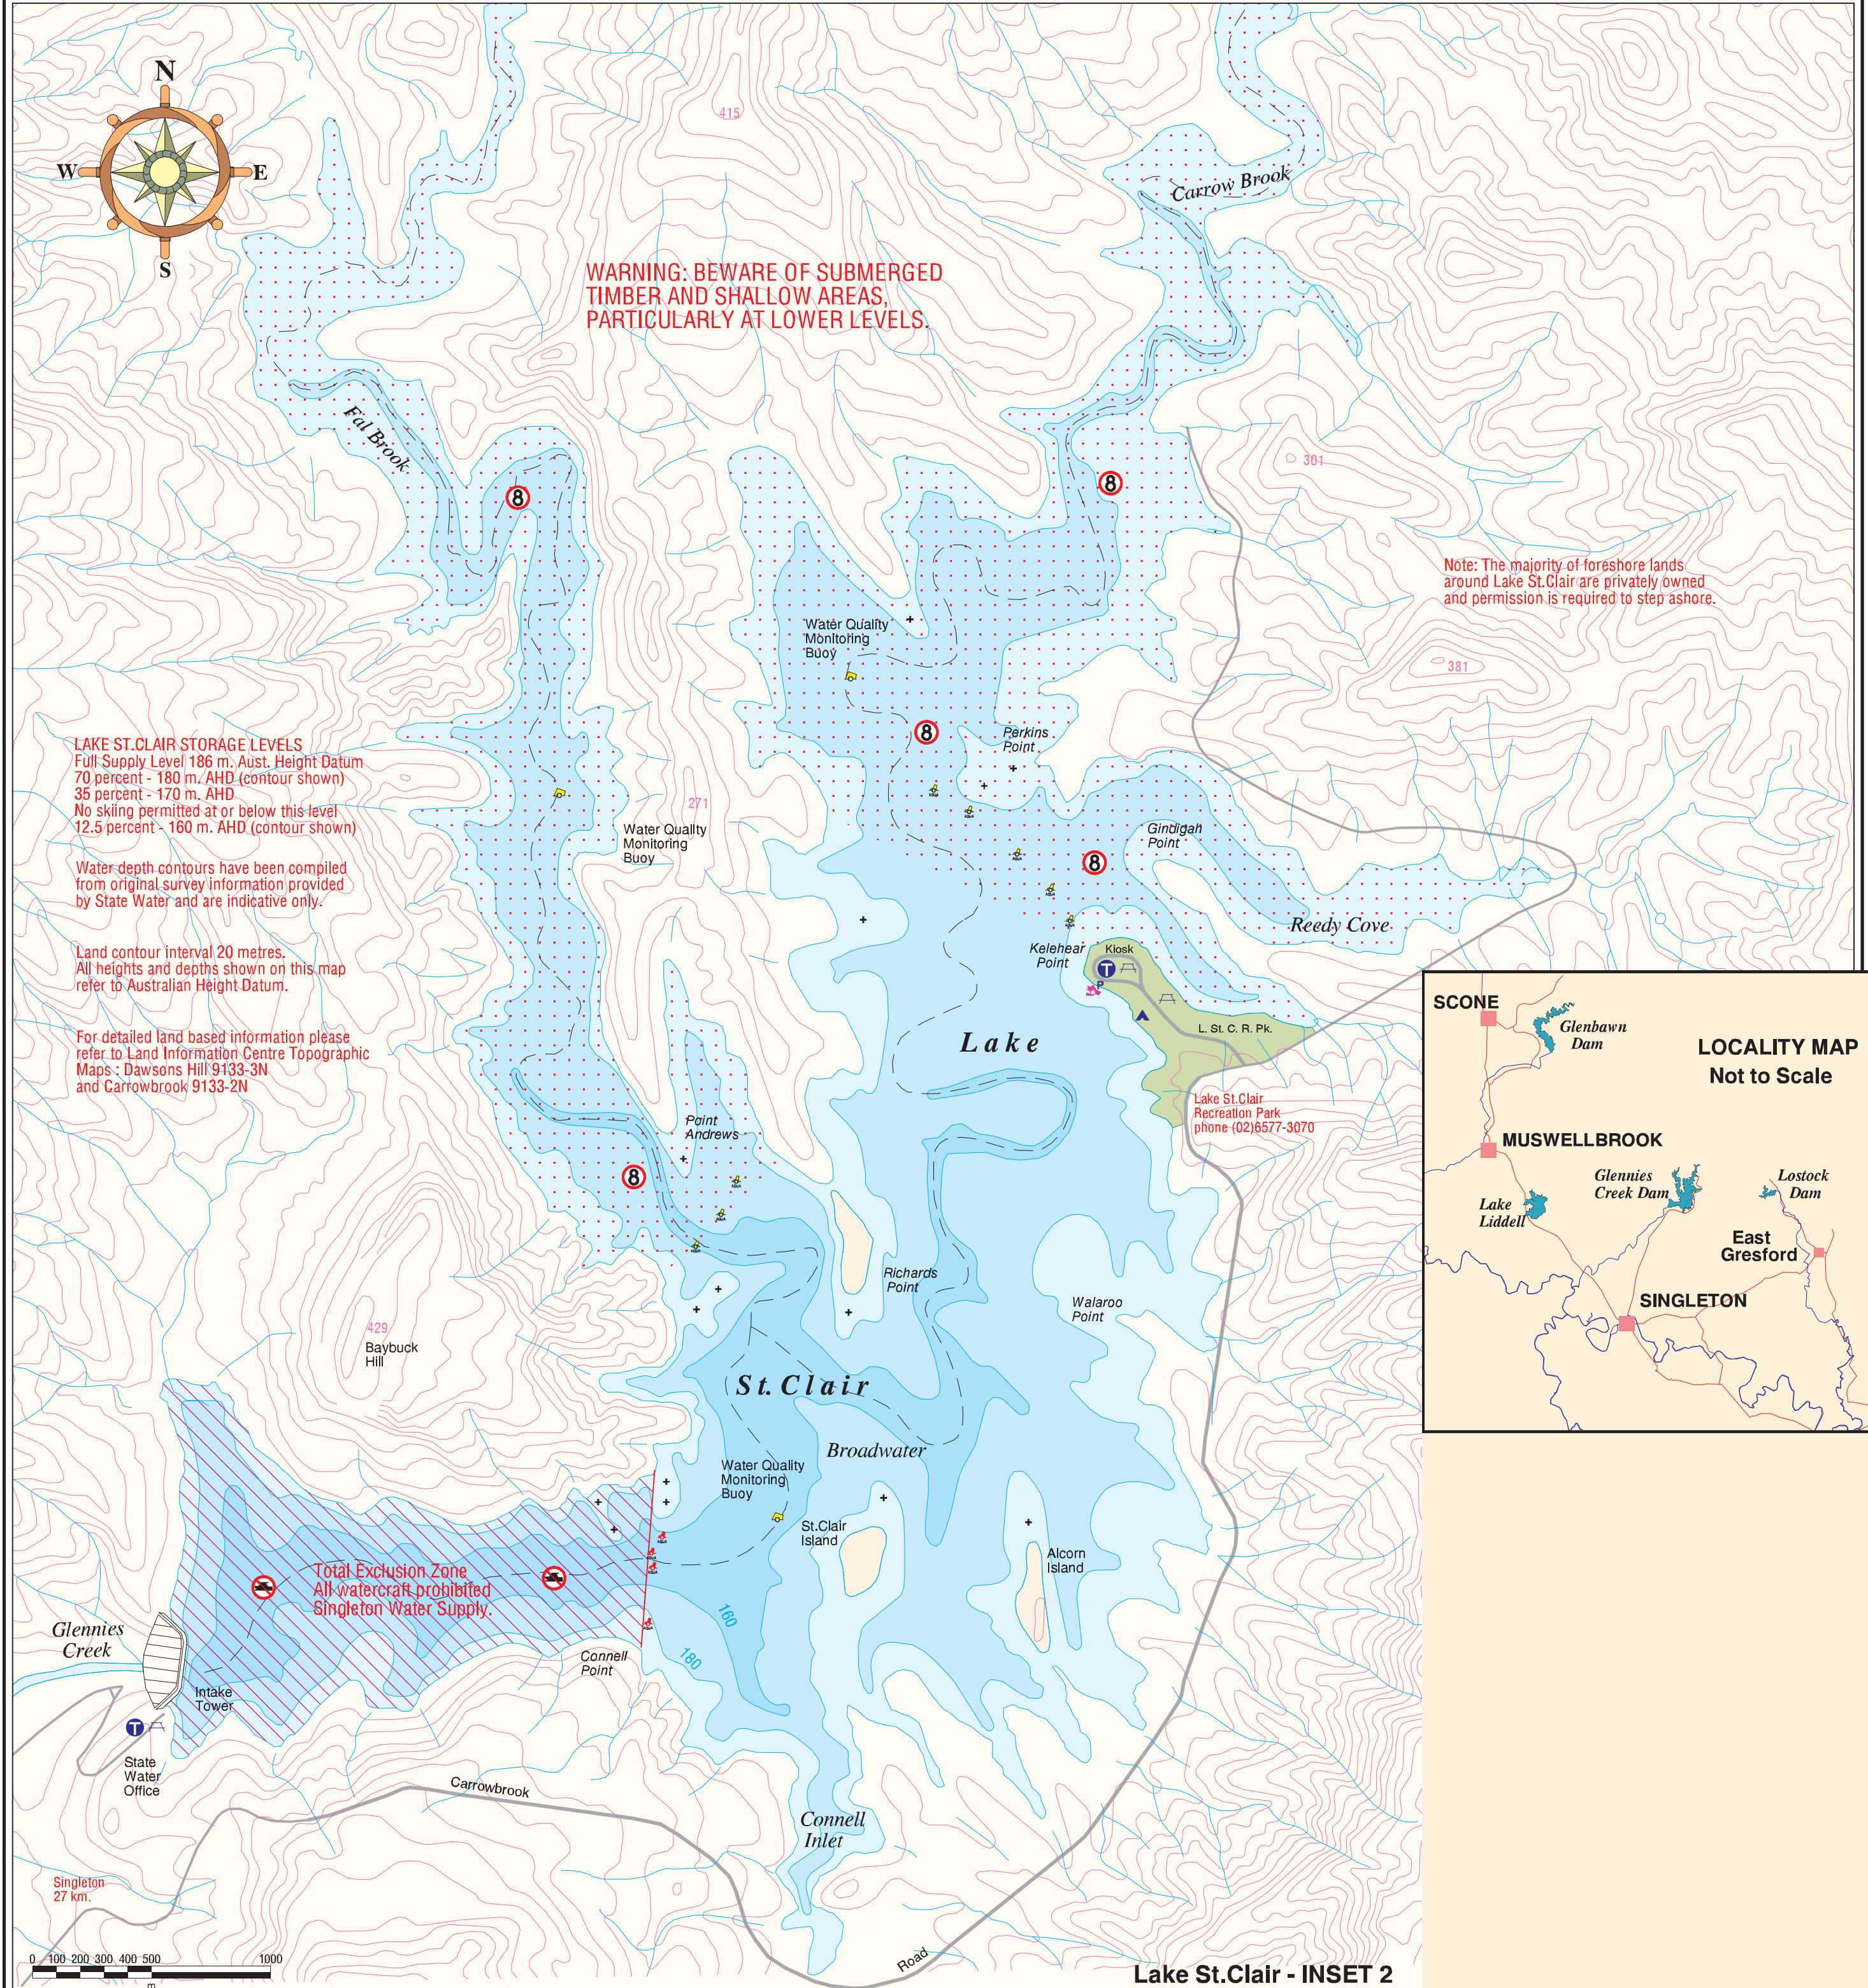 N
W
E
S
415
Carrow Brook
WARNING: BEWARE OF SUBMERGED
TIMBER AND SHALLOW AREAS,
PARTICULARLY AT LOWER LEVELS.
Fal Brook
8
8
301
Note: The majority of foreshore lands
around Lake St.Clair are privately owned
and permission is required to step ashore.
Water Quality
Monitoring
Buoy
381
8
Perkins
Point
LAKE ST.CLAIR STORAGE LEVELS
Full Supply Level 186 m. Aust. Height Datum
70 percent - 180 m. AHD (contour shown)
35 percent - 170 m. AHD
No skiing permitted at or below this level
12.5 percent - 160 m. AHD (contour shown)
271
Water Quality
Monitoring
Buoy
Gindigah
Point
8
Water depth contours have been compiled
from original survey information provided
by State Water and are indicative only.
Reedy Cove
Kelehear
Point
Kiosk
T
P
Land contour interval 20 metres.
All heights and depths shown on this map
refer to Australian Height Datum.
L. St. C. R. Pk.
For detailed land based information please
refer to Land Information Centre Topographic
Maps : Dawsons Hill 9133-3N
and Carrowbrook 9133-2N
Lake
Lake St.Clair
Recreation Park
phone (02)6577-3070
Point
Andrews
8
Richards
Point
Walaroo
Point
429
Baybuck
Hill
St. Clair
Broadwater
Water Quality
Monitoring
Buoy
St.Clair
Island
Alcorn
Island
Total Exclusion Zone
All watercraft prohibited
Singleton Water Supply.
160
180
Glennies
Creek
Connell
Point
Intake
Tower
T
State
Water
Office
Carrowbrook
Connell
Inlet
Singleton
27 km.
0 100 200 300 400 500 1000
m
Road
Lake St.Clair - INSET 2
SCONE
Glenbawn
Dam
LOCALITY MAP
Not to Scale
MUSWELLBROOK
Glennies
Creek Dam
Lostock
Dam
Lake
Liddell
East
Gresford
SINGLETON